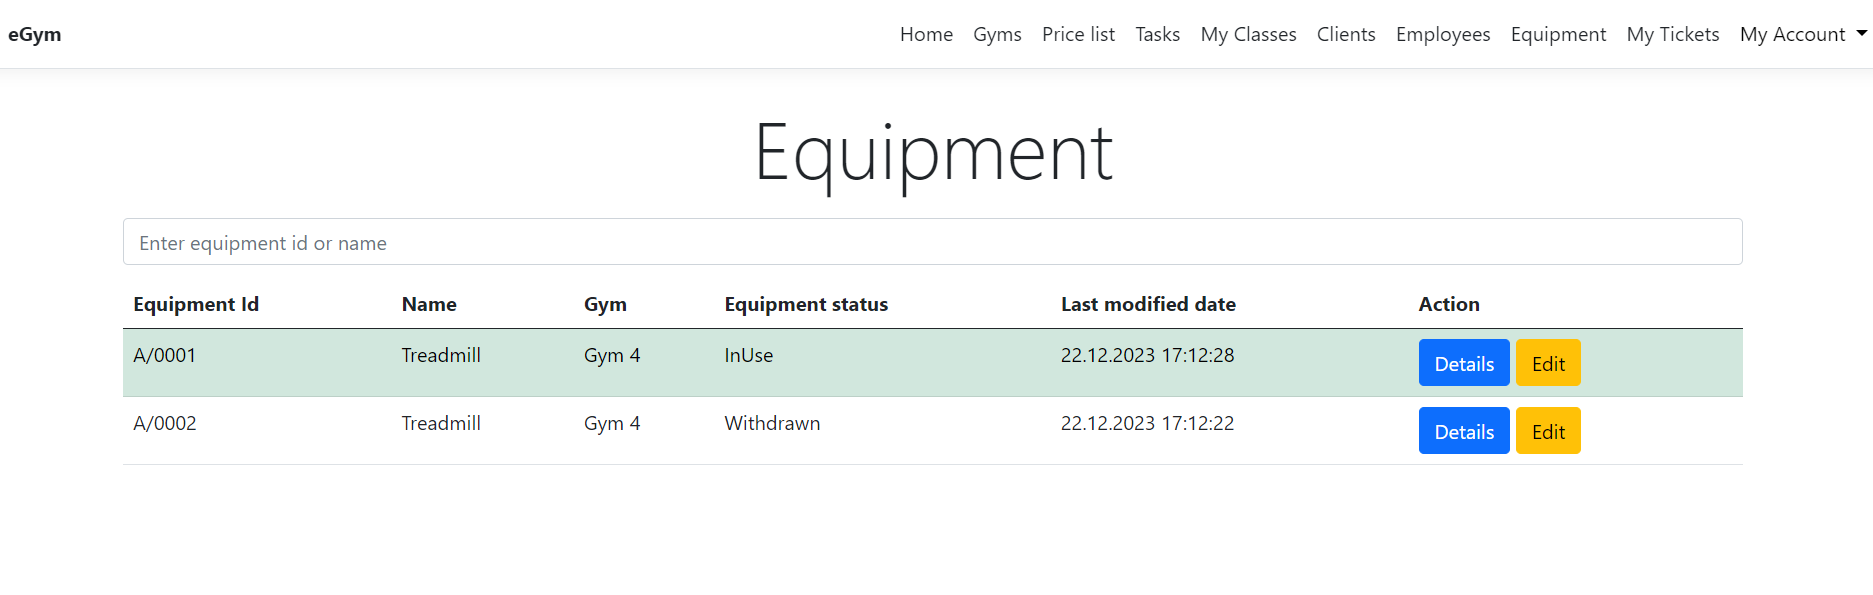 eGym Home Gyms Price list Tasks My Classes Clients Employees Equipment My Tickets My Account
Equipment
Enter equipment id or name
Equipment Id Name Gym Equipment status Last modified date Action
A/0001 Treadmill Gym 4 InUse 22.12.2023 17:12:28 Details Edit
A/0002 Treadmill Gym 4 Withdrawn 22.12.2023 17:12:22 Details Edit